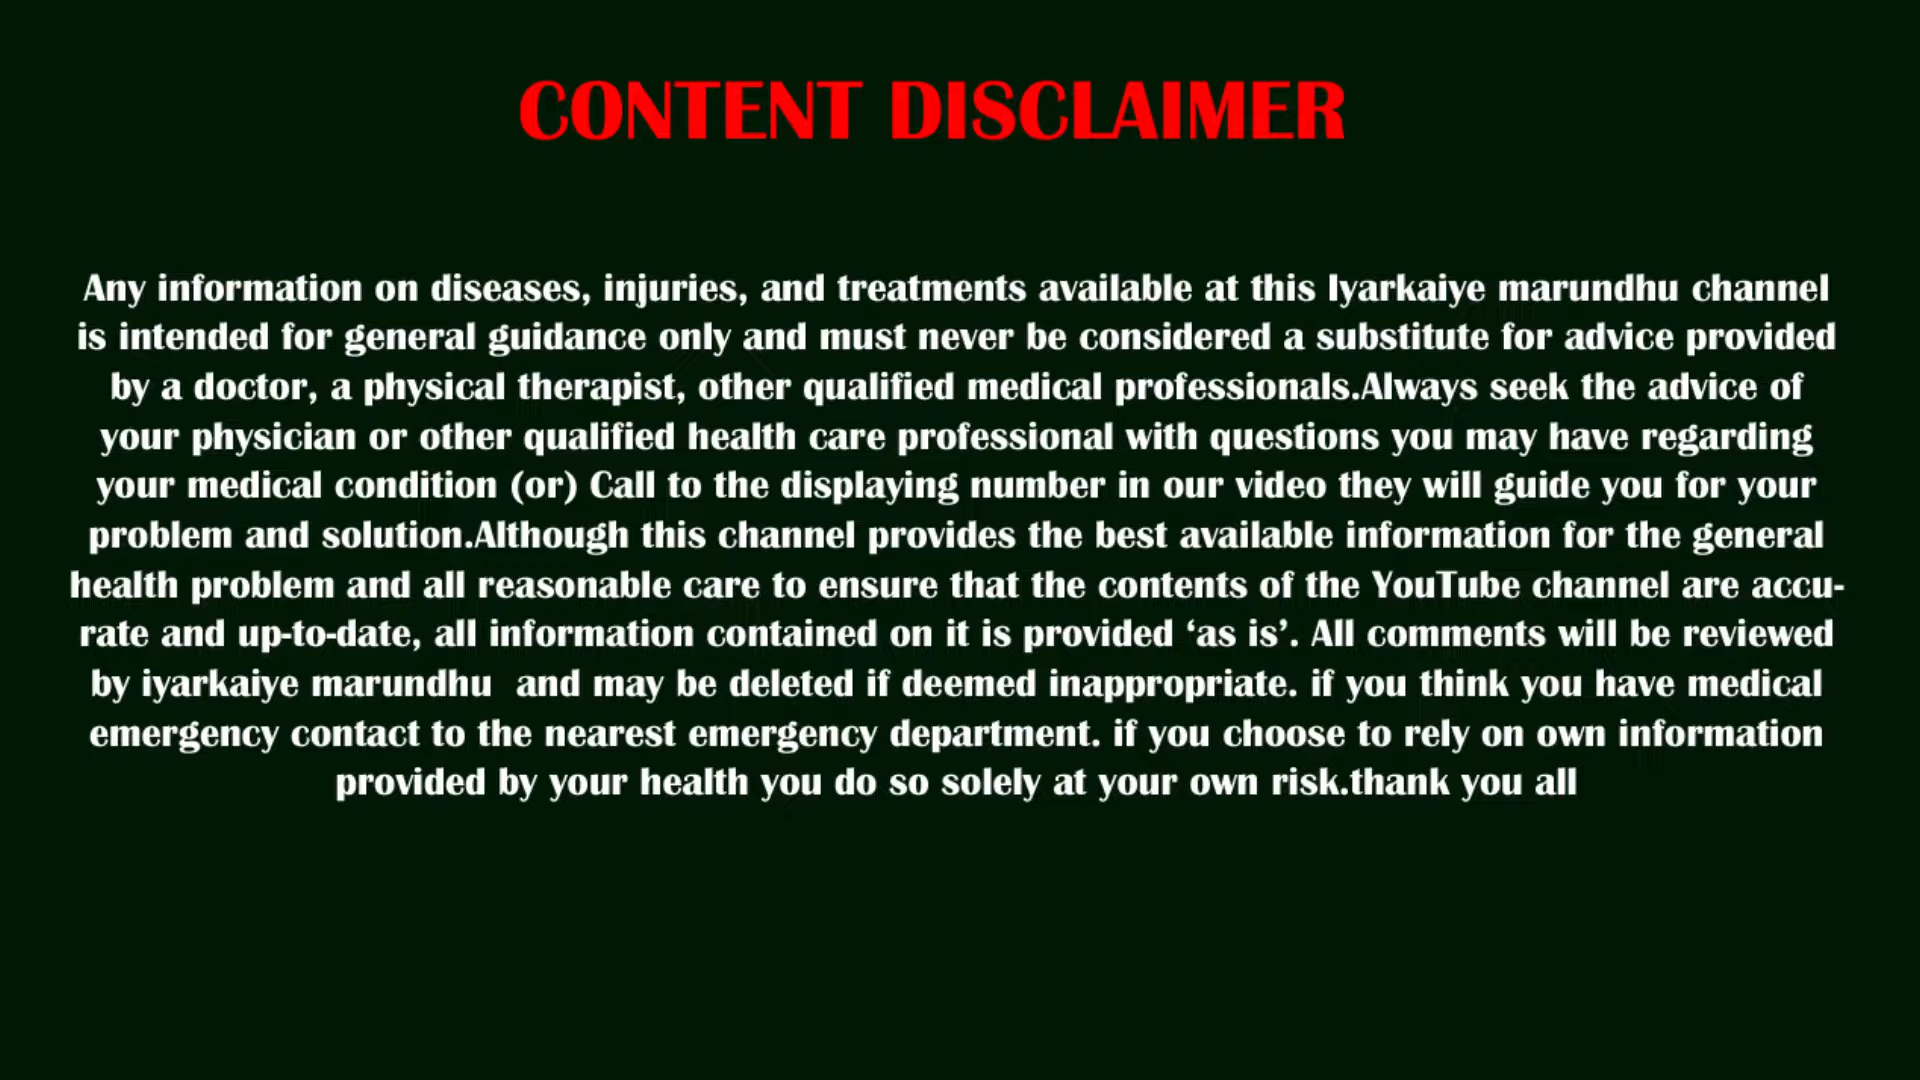 CONTENT DISCLAIMER
Any information on diseases, injuries, and treatments available at this Iyarkaiye marundhu channel
is intended for general guidance only and must never be considered a substitute for advice provided
by a doctor, a physical therapist, other qualified medical professionals.Always seek the advice of
your physician or other qualified health care professional with questions you may have regarding
your medical condition (or) Call to the displaying number in our video they will guide you for your
problem and solution.Although this channel provides the best available information for the general
health problem and all reasonable care to ensure that the contents of the YouTube channel are accu-
rate and up-to-date, all information contained on it is provided ‘as is’. All comments will be reviewed
by iyarkaiye marundhu  and may be deleted if deemed inappropriate. if you think you have medical
emergency contact to the nearest emergency department. if you choose to rely on own information
provided by your health you do so solely at your own risk.thank you all